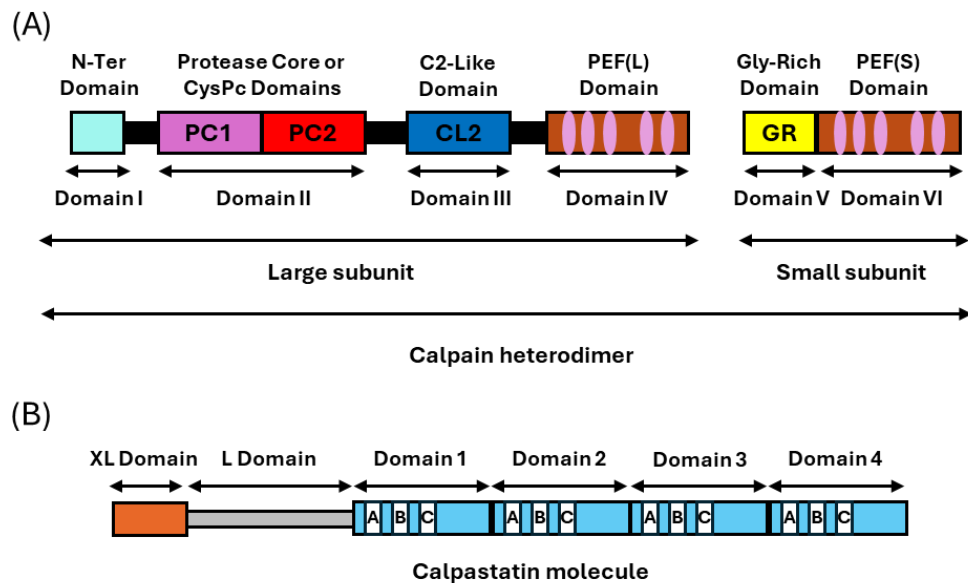 (A)
N-Ter Domain
Protease Core or CysPc Domains
C2-Like Domain
PEF(L) Domain
Gly-Rich Domain
PEF(S) Domain
PC1
PC2
CL2
GR
Domain I
Domain II
Domain III
Domain IV
Domain V
Domain VI
Large subunit
Small subunit
Calpain heterodimer
(B)
XL Domain
L Domain
Domain 1
Domain 2
Domain 3
Domain 4
A B C
A B C
A B C
A B C
Calpastatin molecule